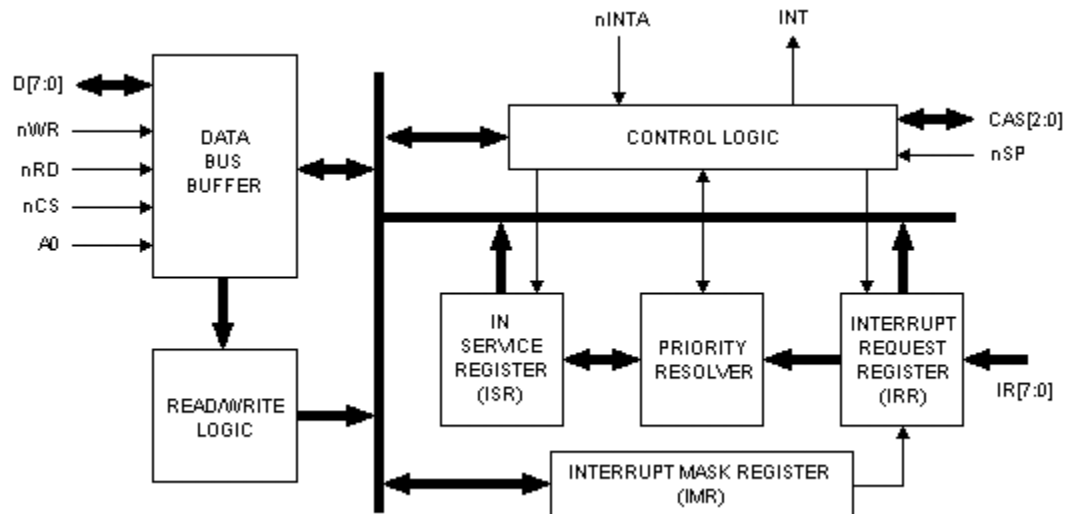 nINTA
INT
D[7:0]
nWR
nRD
nCS
A0
DATA
BUS
BUFFER
CONTROL LOGIC
CAS[2:0]
nSP
READ/WRITE
LOGIC
IN
SERVICE
REGISTER
(ISR)
PRIORITY
RESOLVER
INTERRUPT
REQUEST
REGISTER
(IRR)
IR[7:0]
INTERRUPT MASK REGISTER
(IMR)